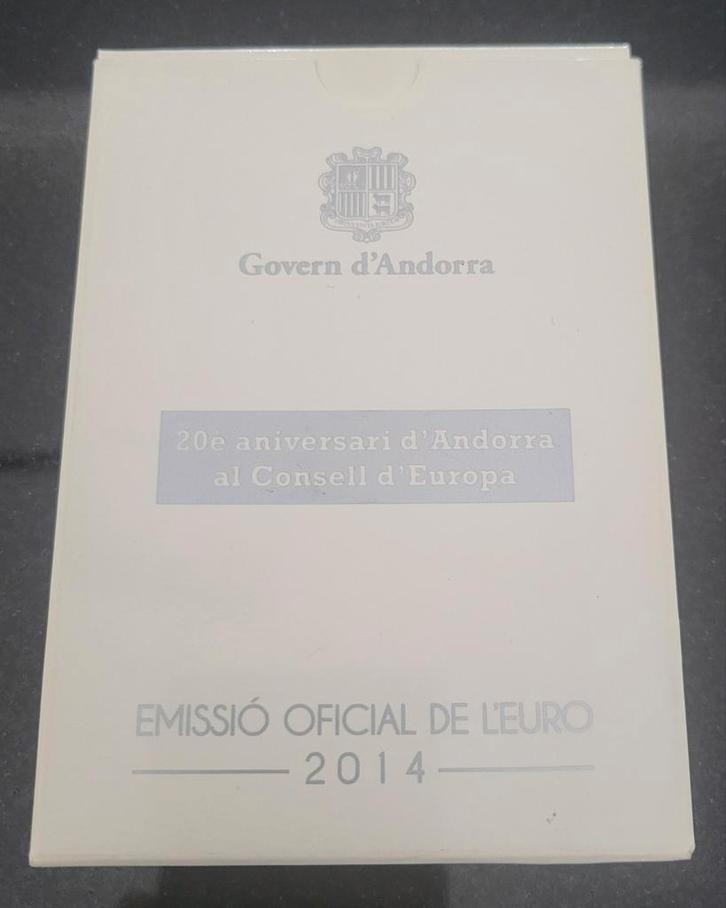 Govern d'Andorra
20è aniversari d'Andorra
al Consell d'Europa
EMISSIÓ OFICIAL DE L'EURO
2014